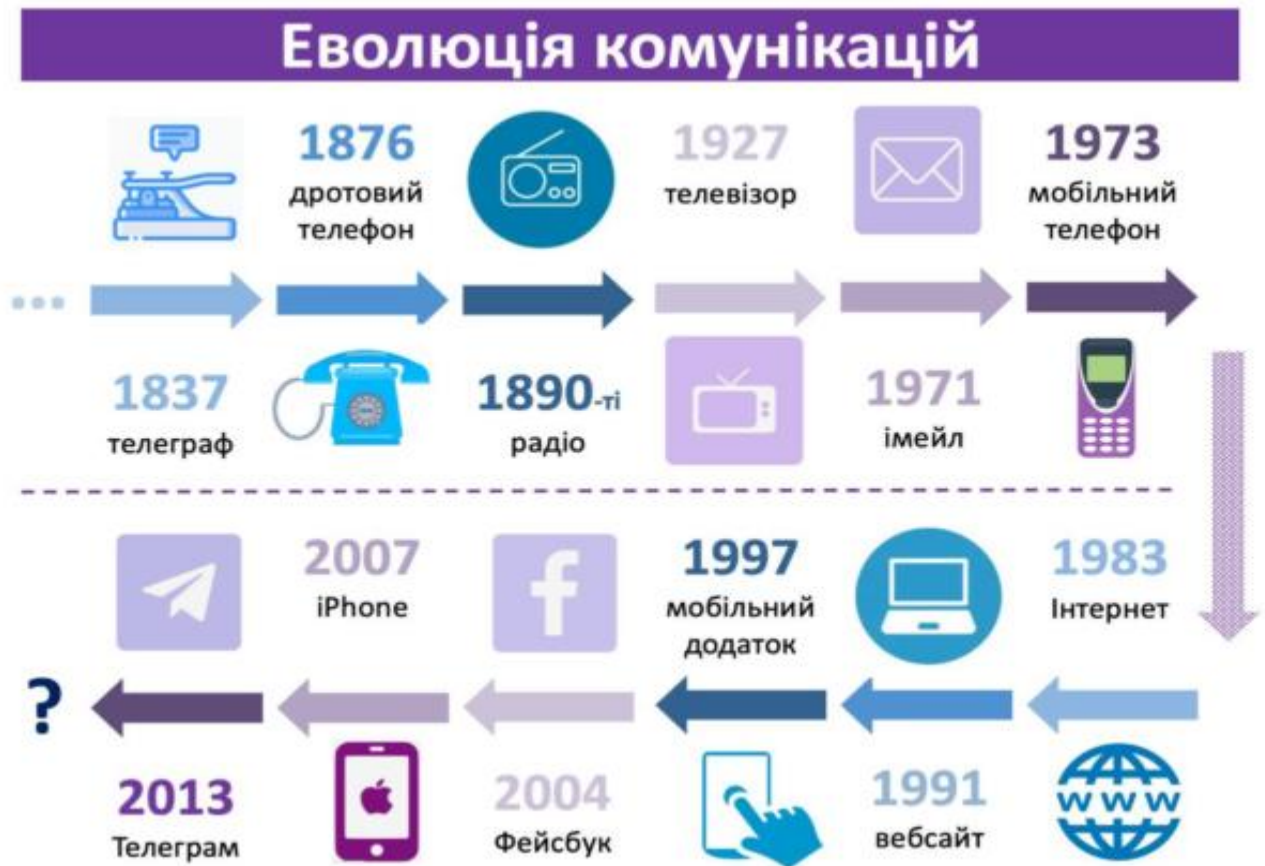 Еволюція комунікацій
1837
телеграф
1876
дротовий
телефон
1890-ті
радіо
1927
телевізор
1971
імейл
1973
мобільний
телефон
...
1983
Інтернет
www
1991
вебсайт
1997
мобільний
додаток
2004
Фейсбук
f
2007
iPhone
2013
Телеграм
?